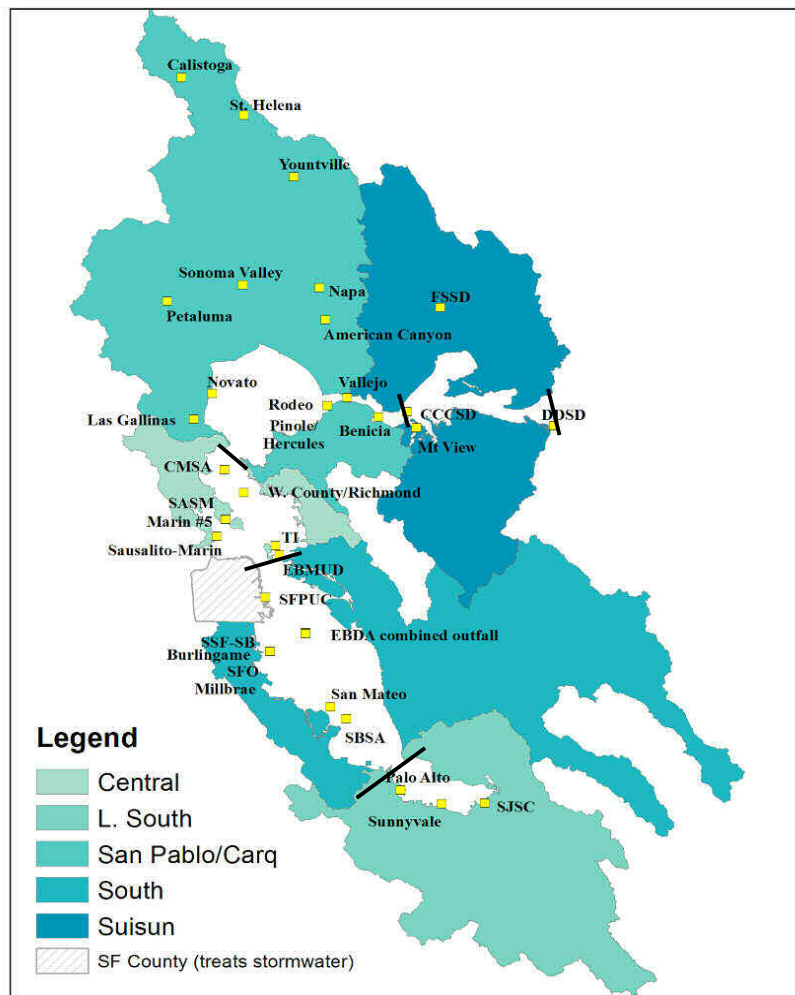 Calistoga
St. Helena
Yountville
Sonoma Valley
Napa
FSSD
Petaluma
American Canyon
Novato
Vallejo
Rodeo
Las Gallinas
Pinole/
Hercules
Benicia
CCCSD
DDSD
Mt View
CMSA
W. County/Richmond
SASM
Marin #5
TI
Sausalito-Marin
EBMUD
SFPUC
EBDA combined outfall
SSF-SB
Burlingame
SFO
Millbrae
San Mateo
SBSA
Palo Alto
Sunnyvale
SJSC
Legend
Central
L. South
San Pablo/Carq
South
Suisun
SF County (treats stormwater)